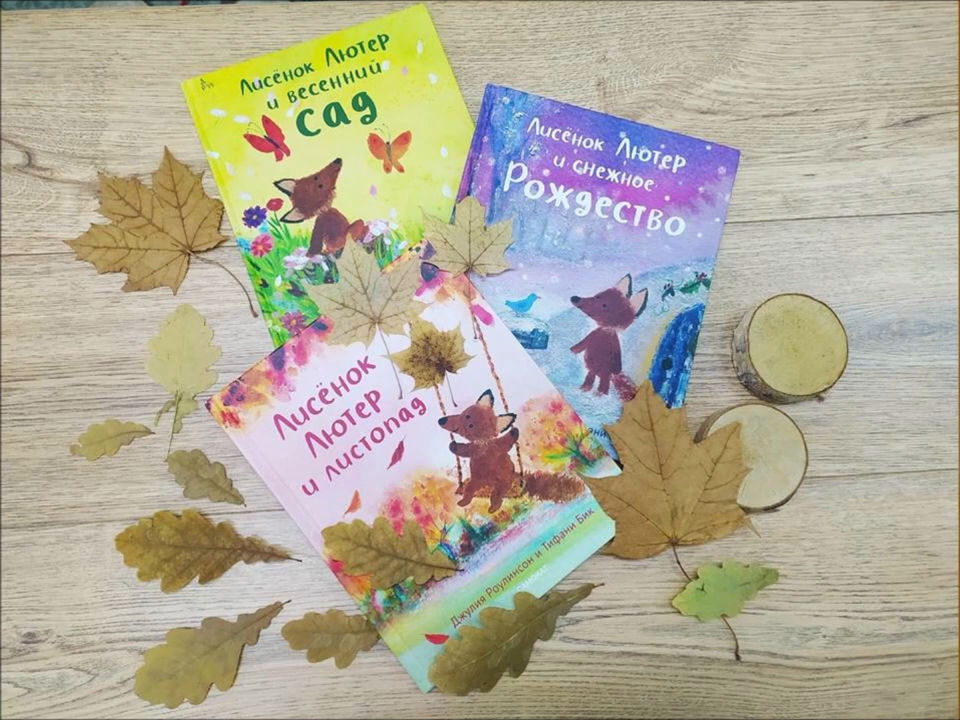 Лисёнок Лютер
и весенний
сад
Лисёнок Лютер
и снежное
Рождество
Лисёнок
Лютер
и листопад
Джулия Роулинсон и Тифани Бик